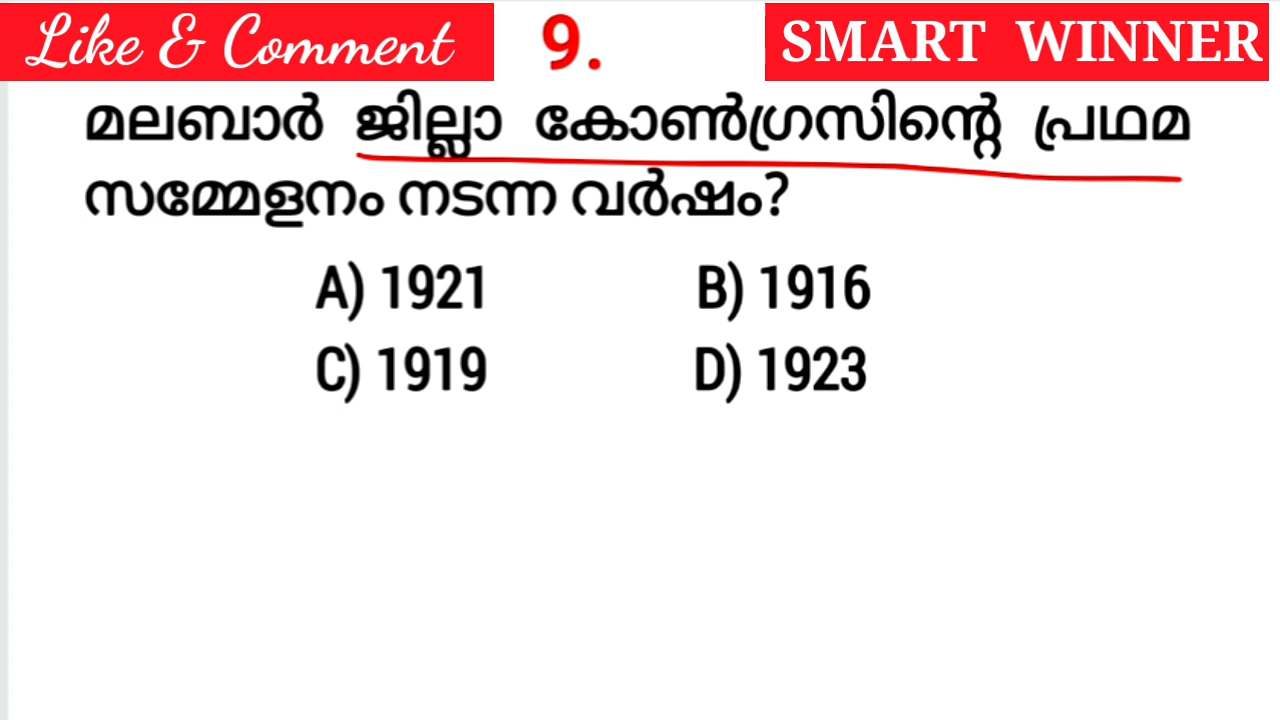 Like & Comment 9. SMART WINNER
മലബാർ ജില്ലാ കോൺഗ്രസിന്റെ പ്രഥമ
സമ്മേളനം നടന്ന വർഷം?
A) 1921 B) 1916
C) 1919 D) 1923